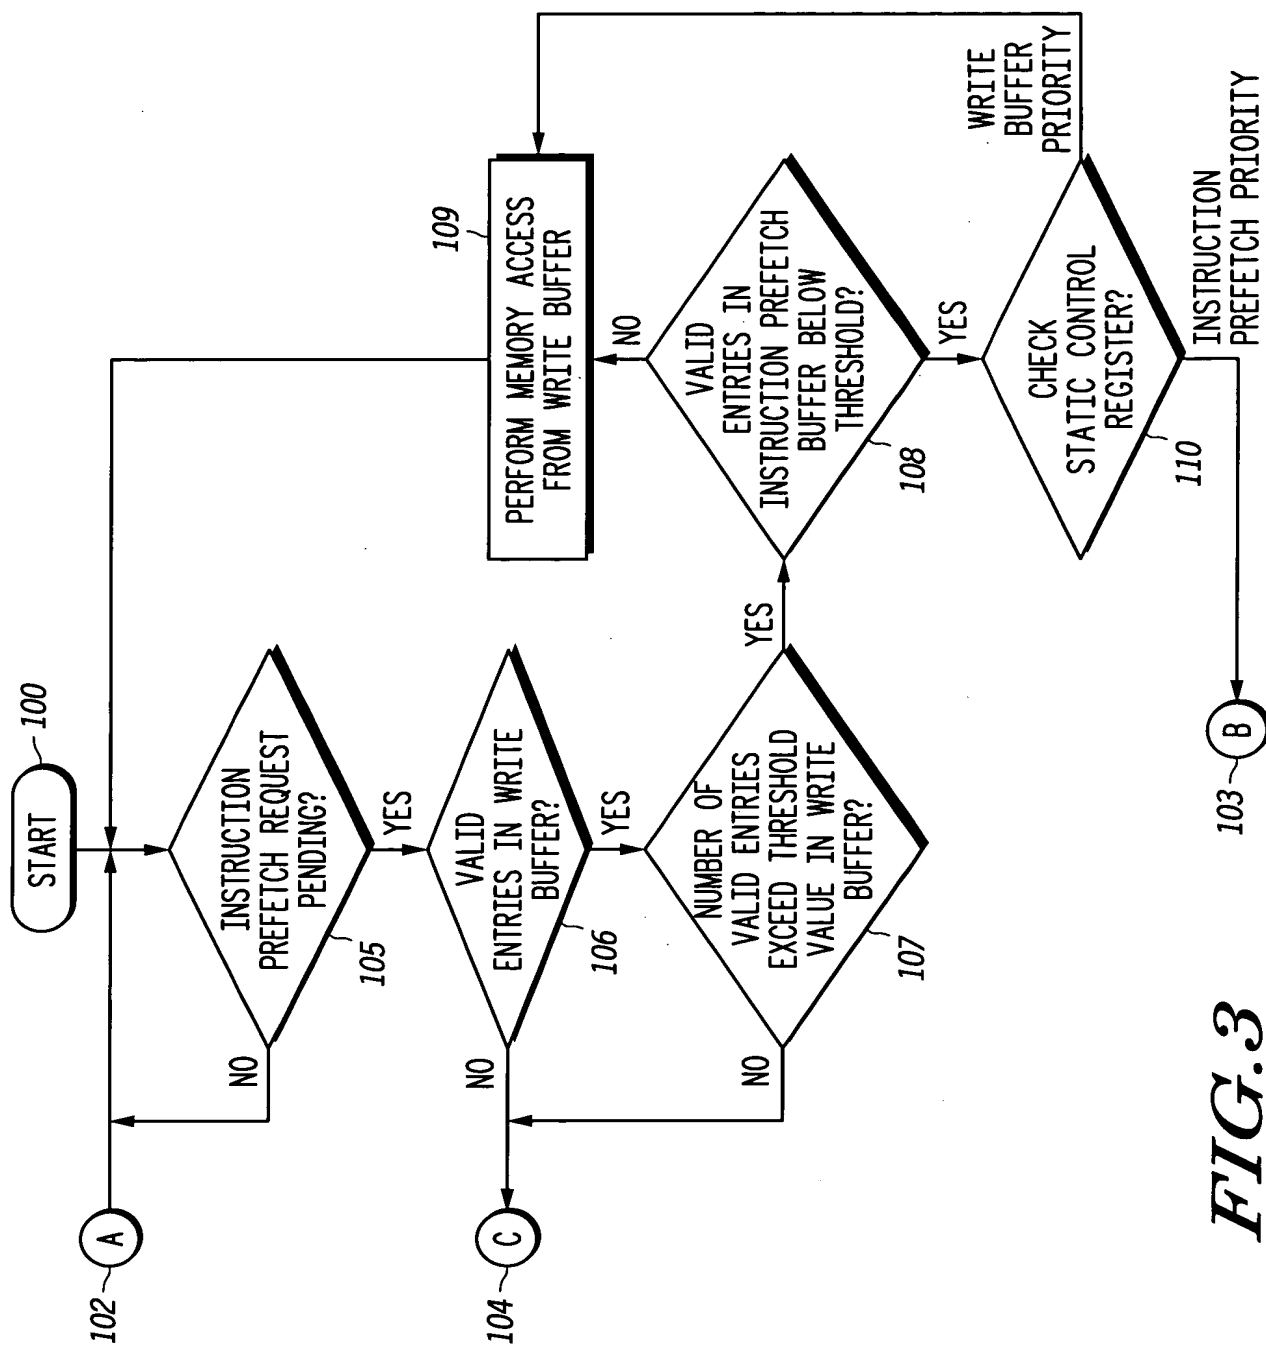 START
100
A
102
INSTRUCTION
PREFETCH REQUEST
PENDING?
105
NO
YES
VALID
ENTRIES IN WRITE
BUFFER?
106
NO
YES
C
104
NUMBER OF
VALID ENTRIES
EXCEED THRESHOLD
VALUE IN WRITE
BUFFER?
107
NO
YES
PERFORM MEMORY ACCESS
FROM WRITE BUFFER
109
NO
VALID
ENTRIES IN
INSTRUCTION PREFETCH
BUFFER BELOW
THRESHOLD?
108
YES
CHECK
STATIC CONTROL
REGISTER?
110
WRITE
BUFFER
PRIORITY
INSTRUCTION
PREFETCH PRIORITY
B
103
FIG.3